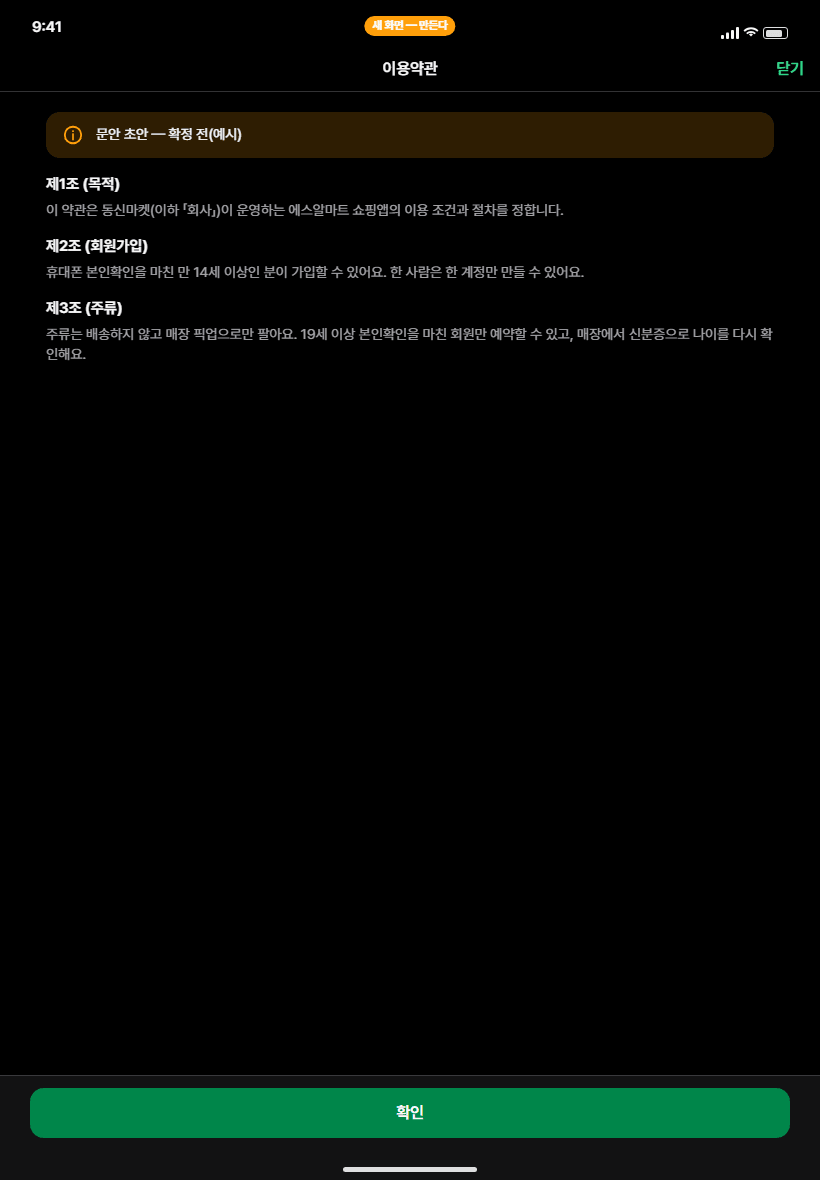 9:41
새 화면 — 만든다
이용약관
닫기
문안 초안 — 확정 전(예시)
제1조 (목적)
이 약관은 동신마켓(이하 「회사」)이 운영하는 에스알마트 쇼핑앱의 이용 조건과 절차를 정합니다.
제2조 (회원가입)
휴대폰 본인확인을 마친 만 14세 이상인 분이 가입할 수 있어요. 한 사람은 한 계정만 만들 수 있어요.
제3조 (주류)
주류는 배송하지 않고 매장 픽업으로만 팔아요. 19세 이상 본인확인을 마친 회원만 예약할 수 있고, 매장에서 신분증으로 나이를 다시 확
인해요.
확인